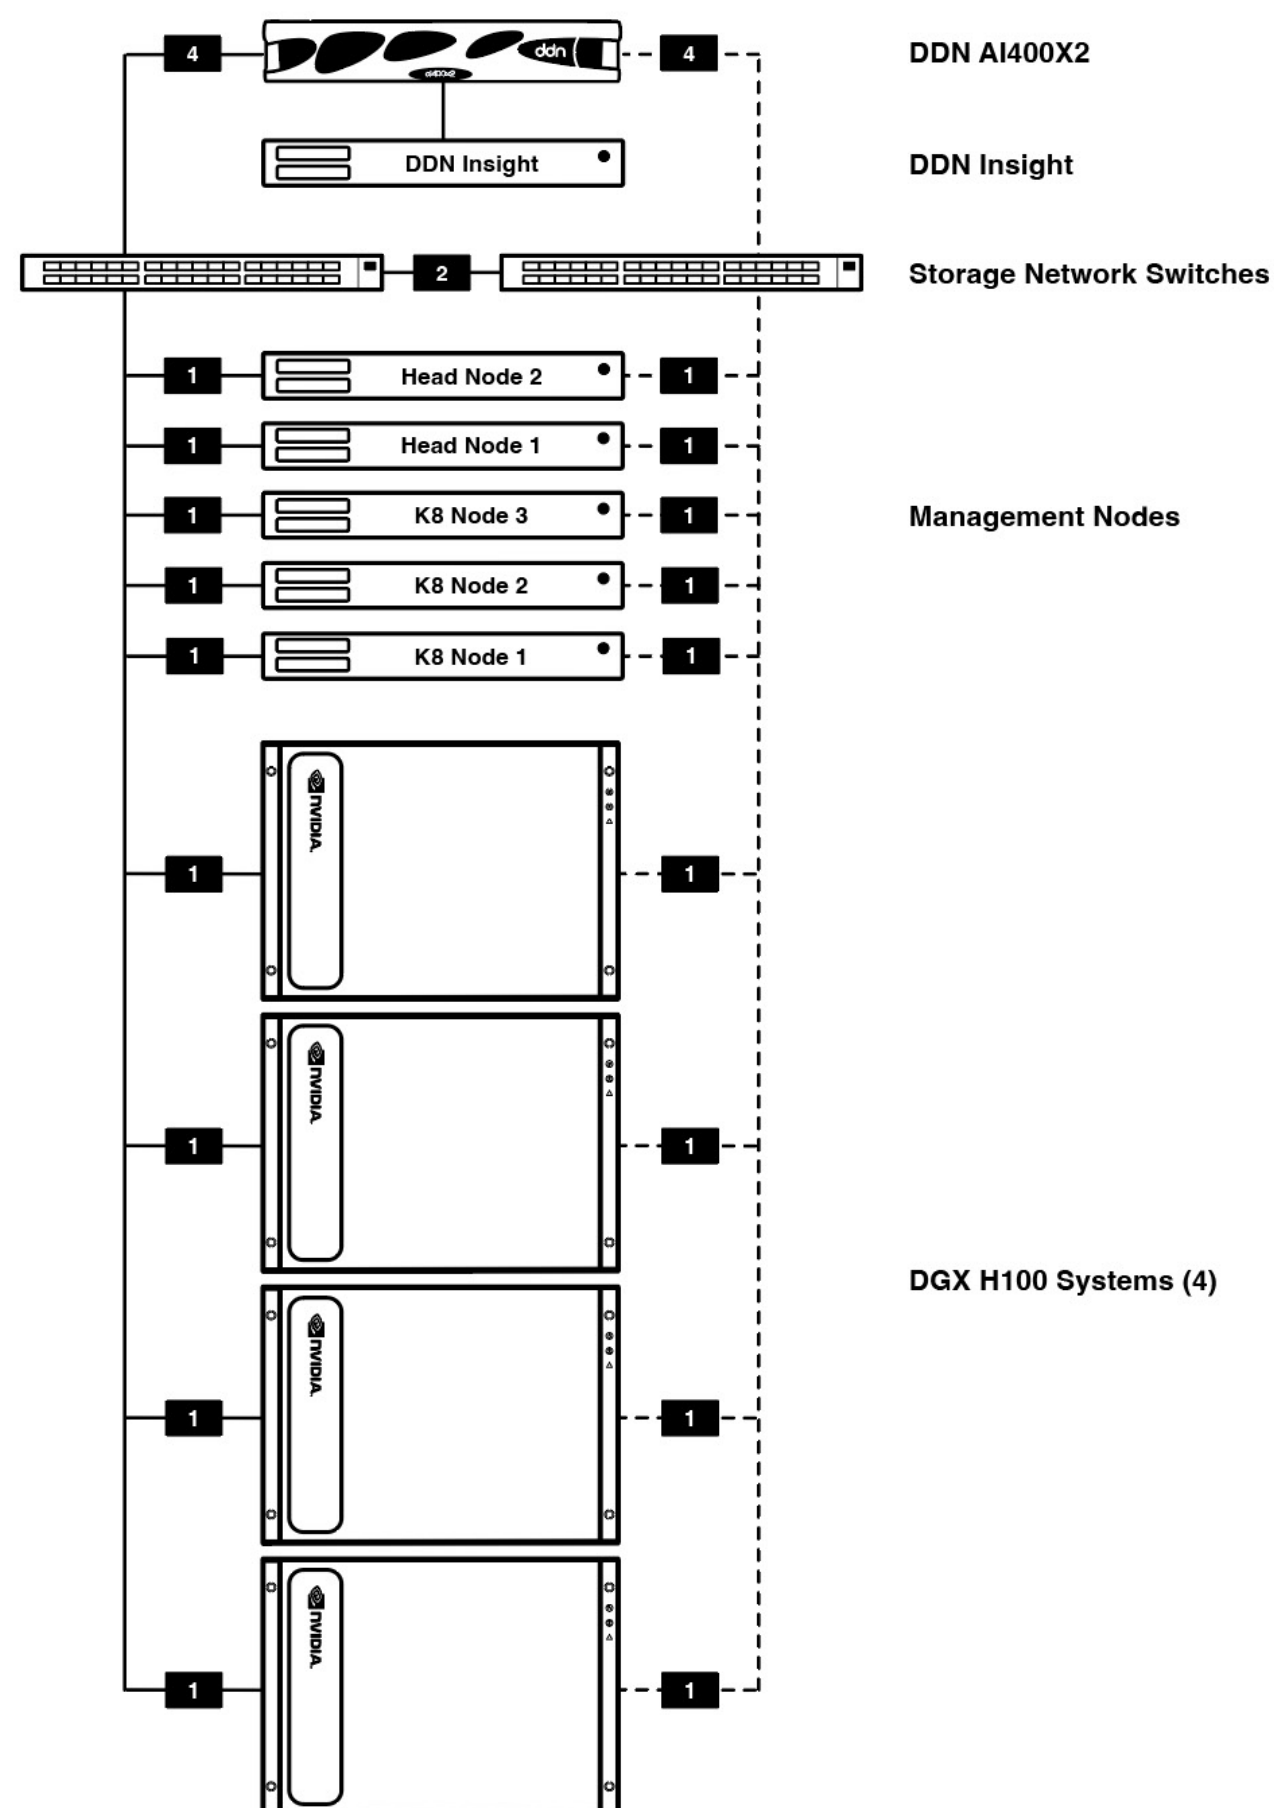 4
ddn
4
DDN AI400X2
ai400x2
DDN Insight
DDN Insight
2
Storage Network Switches
1
Head Node 2
1
1
Head Node 1
1
1
K8 Node 3
1
Management Nodes
1
K8 Node 2
1
1
K8 Node 1
1
NVIDIA.
1
1
NVIDIA.
1
1
DGX H100 Systems (4)
NVIDIA.
1
1
NVIDIA.
1
1